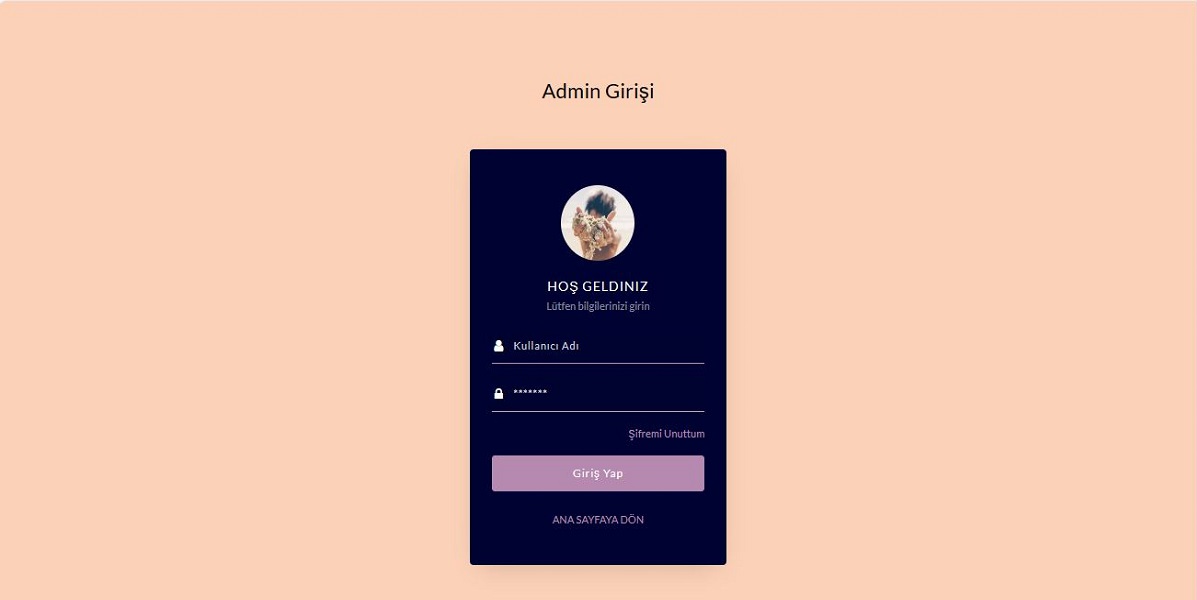 Admin Girişi
HOŞ GELDINIZ
Lütfen bilgilerinizi girin
Kullanıcı Adı
*******
Şifremi Unuttum
Giriş Yap
ANA SAYFAYA DÖN